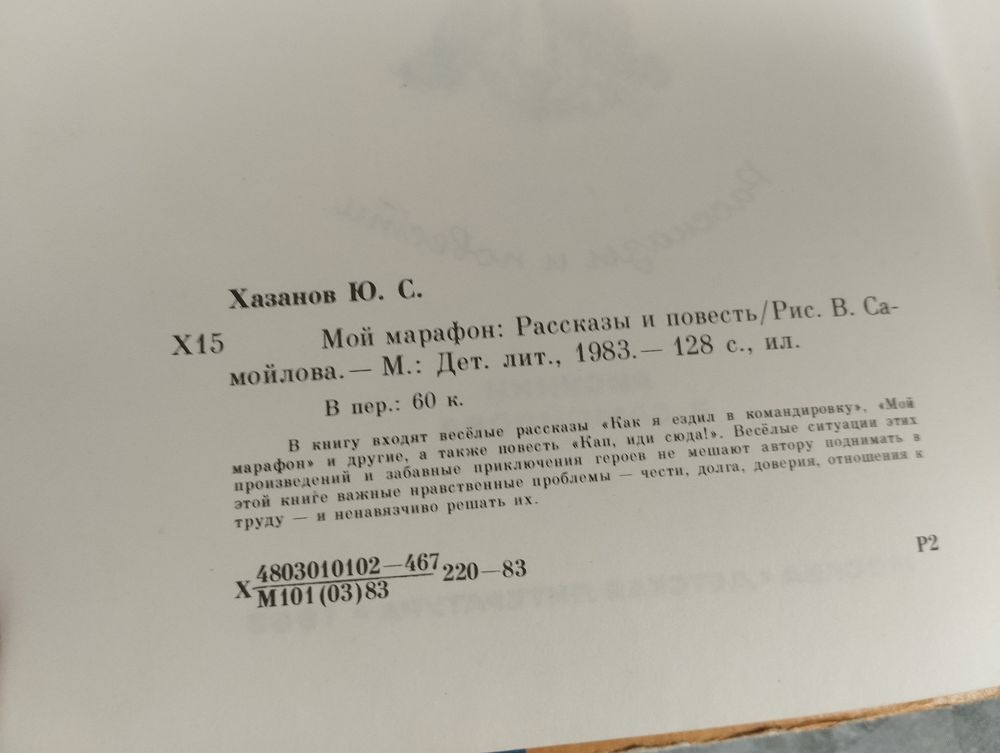 Хазанов Ю. С.
Х15 Мой марафон: Рассказы и повесть/Рис. В. Са-
мойлова.— М.: Дет. лит., 1983.— 128 с., ил.
В пер.: 60 к.
В книгу входят весёлые рассказы «Как я ездил в командировку», «Мой
марафон» и другие, а также повесть «Кап, иди сюда!». Весёлые ситуации этих
произведений и забавные приключения героев не мешают автору поднимать в
этой книге важные нравственные проблемы — чести, долга, доверия, отношения к
труду — и ненавязчиво решать их.
Р2
4803010102—467
Х 220—83
М101(03)83